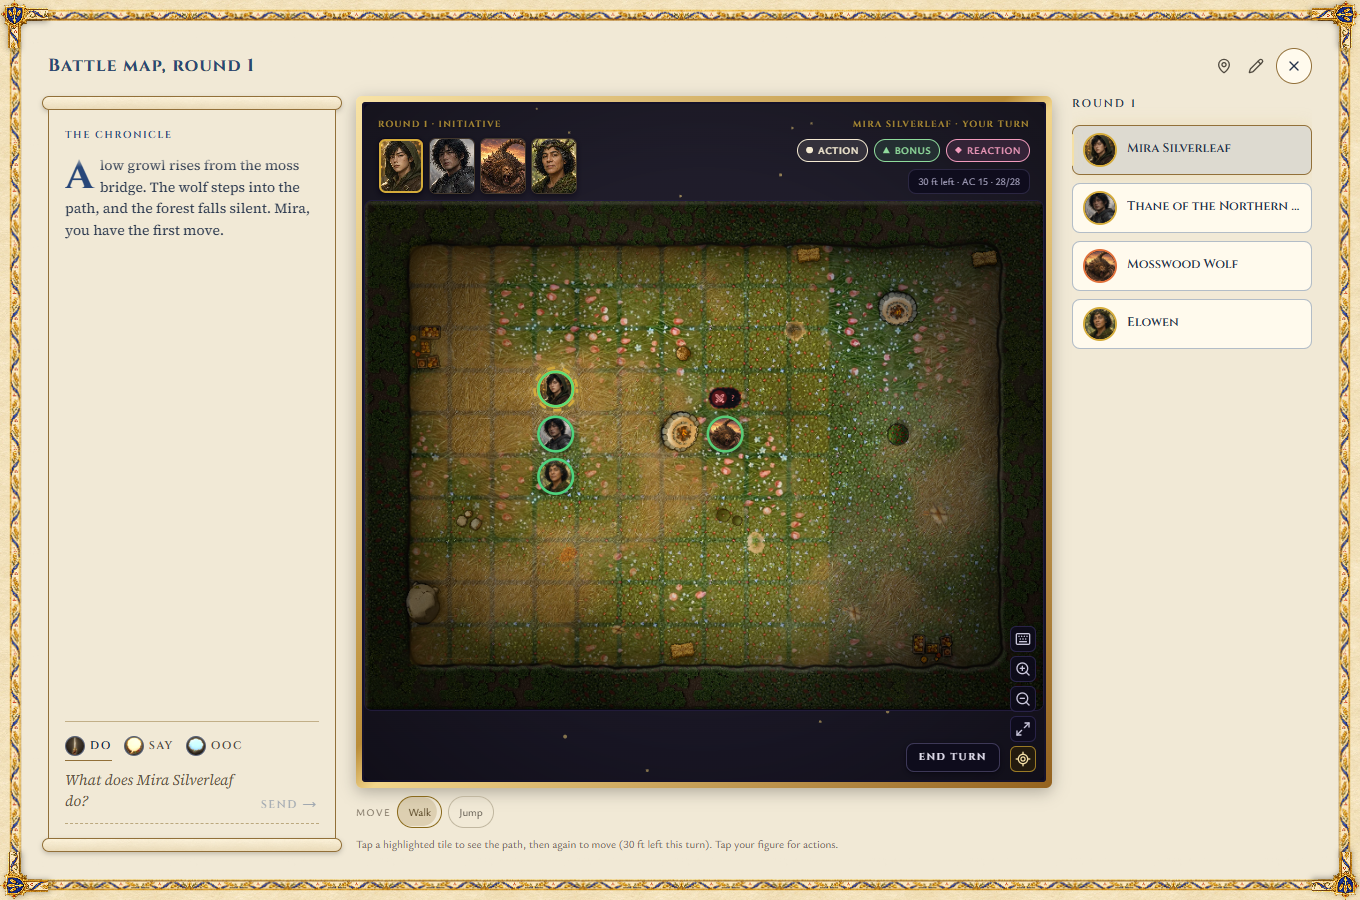 Battle map, round 1
THE CHRONICLE
A low growl rises from the moss
bridge. The wolf steps into the
path, and the forest falls silent. Mira,
you have the first move.
DO SAY OOC
What does Mira Silverleaf
do?
SEND →
ROUND 1 · INITIATIVE
MIRA SILVERLEAF · YOUR TURN
ACTION BONUS REACTION
30 ft left · AC 15 · 28/28
?
END TURN
MOVE Walk Jump
Tap a highlighted tile to see the path, then again to move (30 ft left this turn). Tap your figure for actions.
ROUND 1
Mira Silverleaf
Thane of the Northern ...
Mosswood Wolf
Elowen